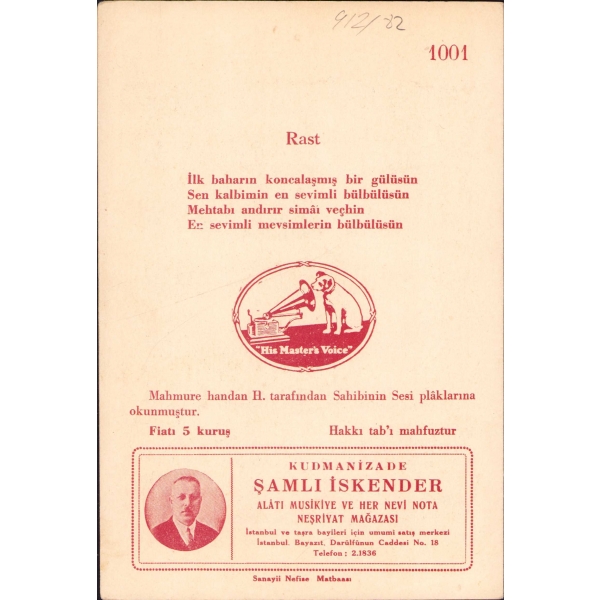 912/-82
1001
Rast
İlk baharın koncalaşmış bir gülüsün
Sen kalbimin en sevimli bülbülüsün
Mehtabı andırır simâi veçhin
En sevimli mevsimlerin bülbülüsün
"His Master's Voice"
Mahmure handan H. tarafından Sahibinin Sesi plâklarına
okunmuştur.
Fiatı 5 kuruş Hakkı tab'ı mahfuztur
KUDMANİZADE
ŞAMLI İSKENDER
ALÂTI MUSİKİYE VE HER NEVİ NOTA
NEŞRİYAT MAĞAZASI
İstanbul ve taşra bayileri için umumi satış merkezi
İstanbul. Bayazıt, Darülfünun Caddesi No. 18
Telefon : 2.1836
Sanayii Nefise Matbaası